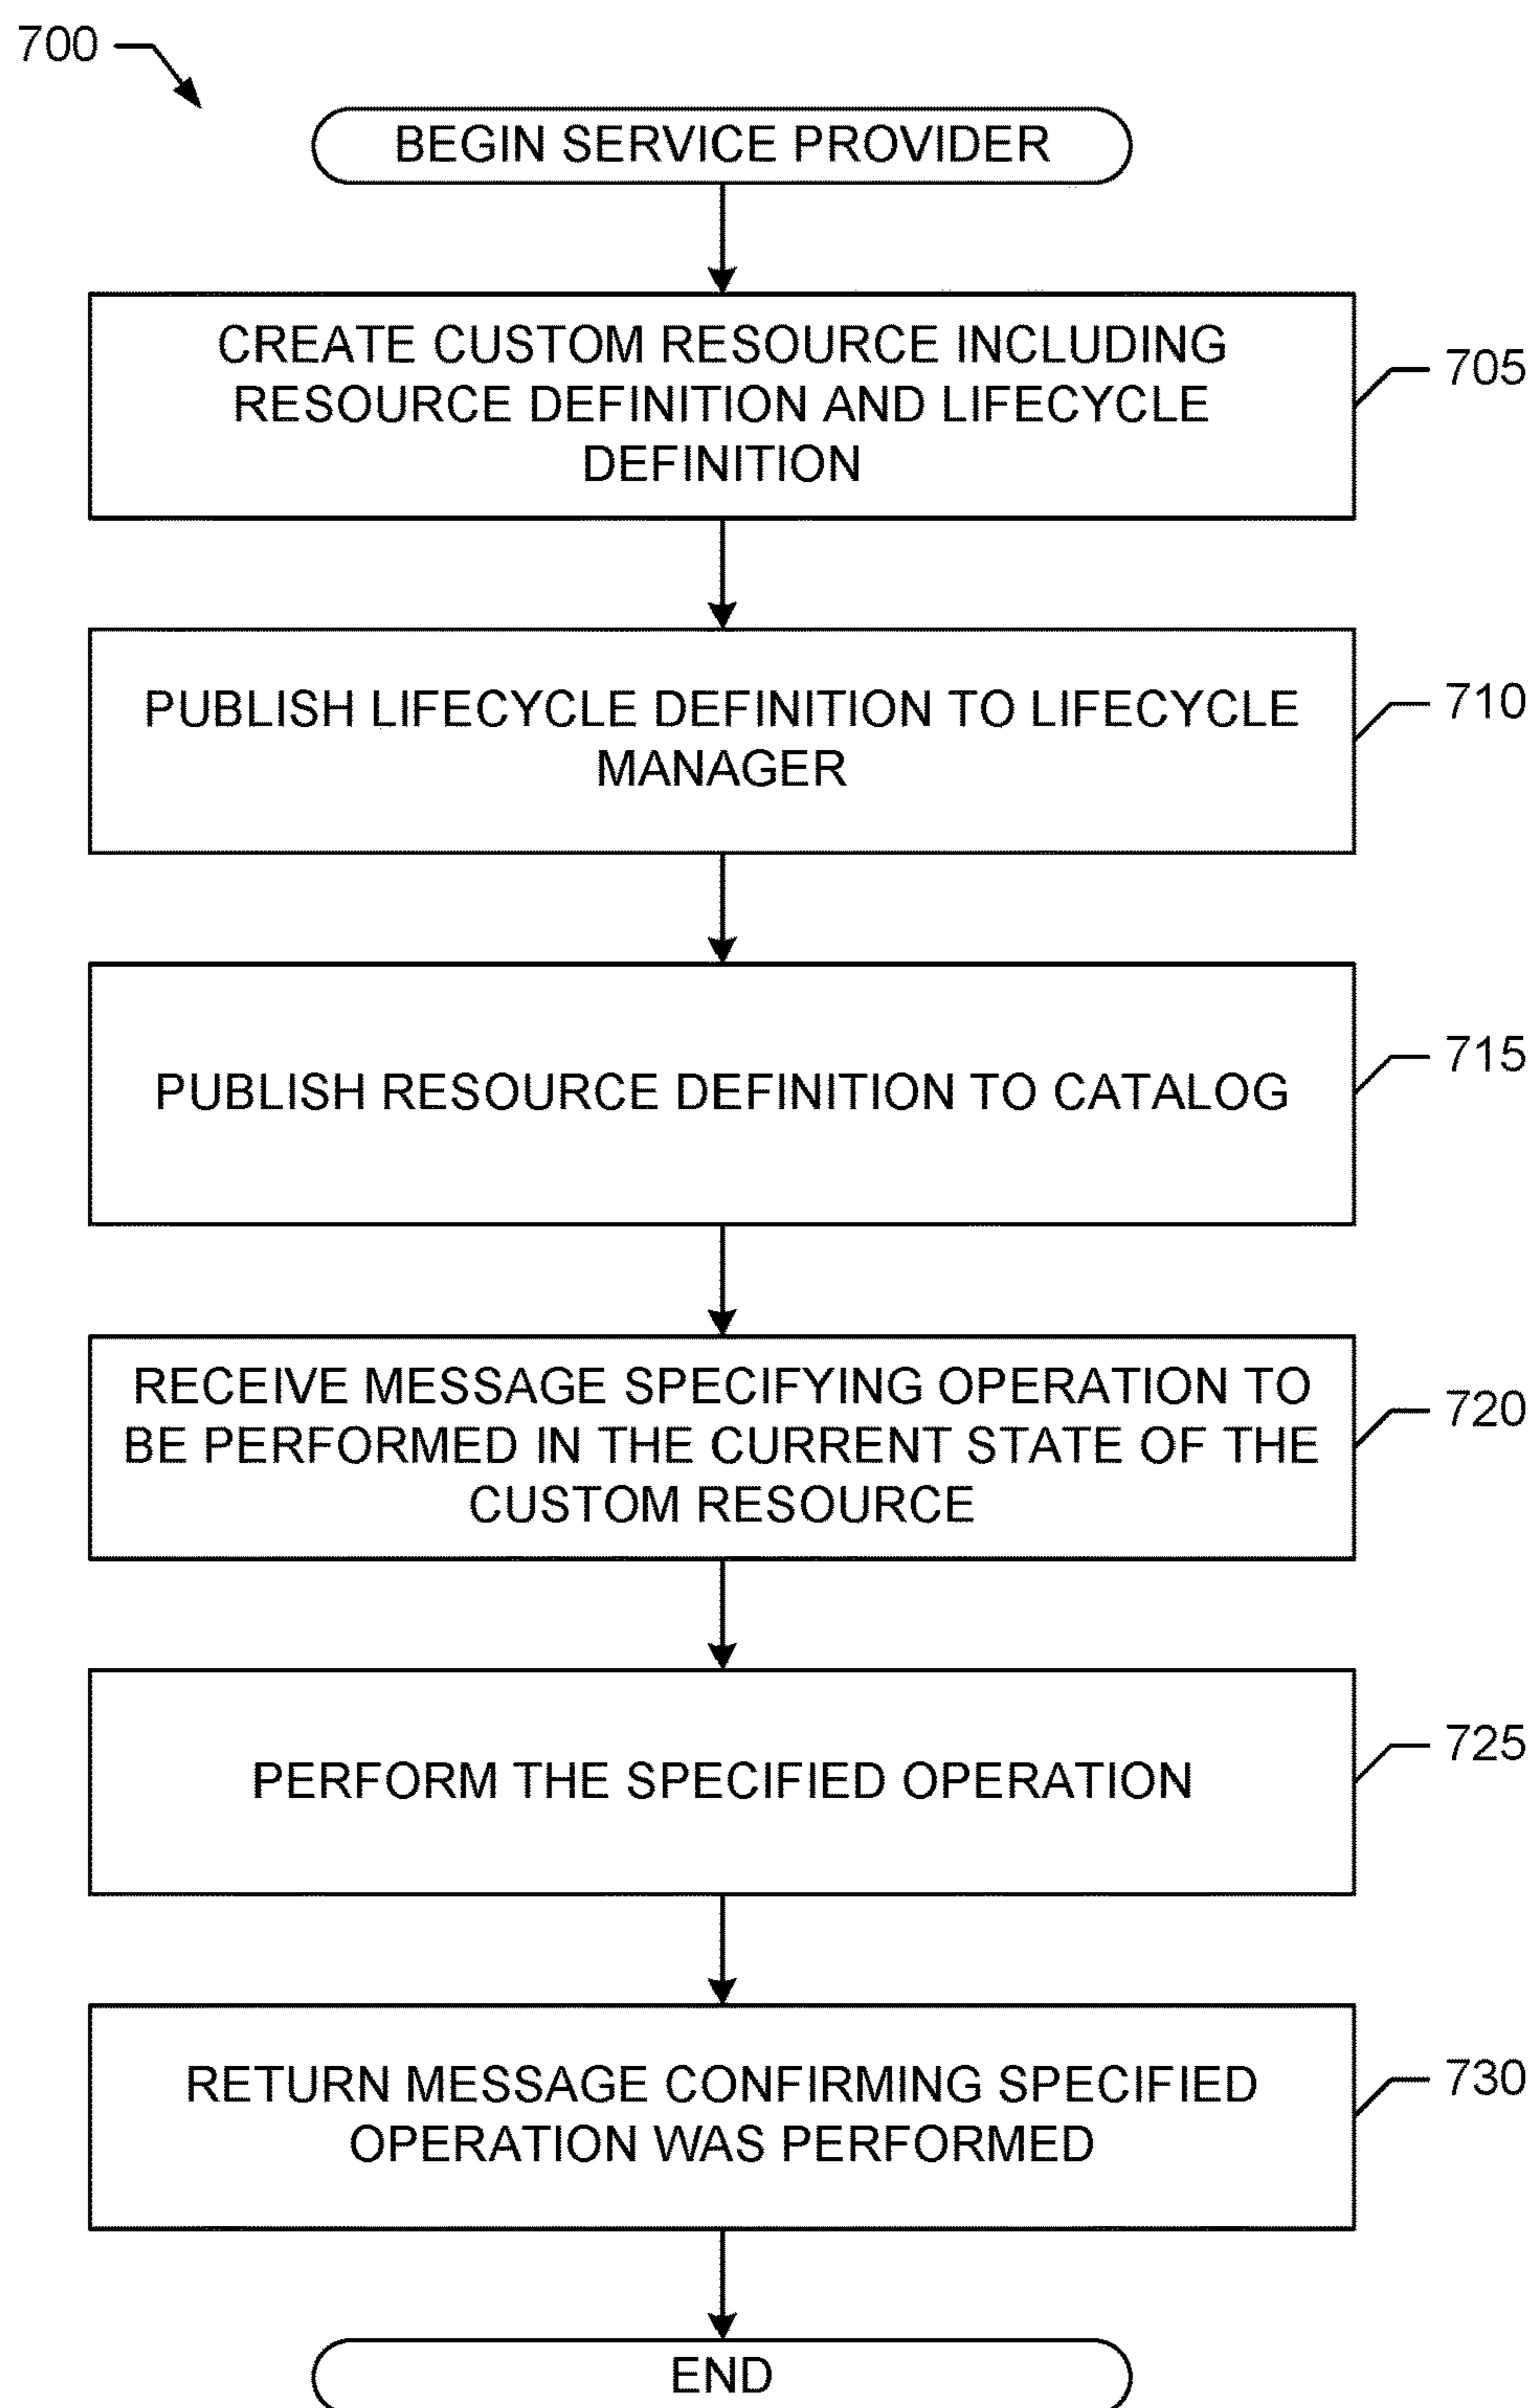 700
BEGIN SERVICE PROVIDER
CREATE CUSTOM RESOURCE INCLUDING
RESOURCE DEFINITION AND LIFECYCLE
DEFINITION
705
PUBLISH LIFECYCLE DEFINITION TO LIFECYCLE
MANAGER
710
PUBLISH RESOURCE DEFINITION TO CATALOG
715
RECEIVE MESSAGE SPECIFYING OPERATION TO
BE PERFORMED IN THE CURRENT STATE OF THE
CUSTOM RESOURCE
720
PERFORM THE SPECIFIED OPERATION
725
RETURN MESSAGE CONFIRMING SPECIFIED
OPERATION WAS PERFORMED
730
END